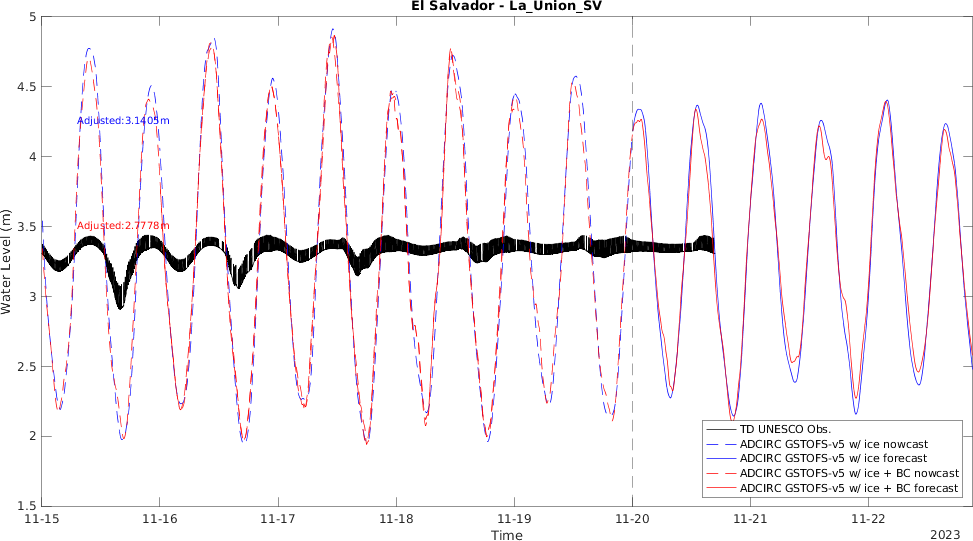 El Salvador - La_Union_SV
Water Level (m)
5
4.5
4
3.5
3
2.5
2
1.5
Adjusted:3.1405m
Adjusted:2.7778m
TD UNESCO Obs.
ADCIRC GSTOFS-v5 w/ ice nowcast
ADCIRC GSTOFS-v5 w/ ice forecast
ADCIRC GSTOFS-v5 w/ ice + BC nowcast
ADCIRC GSTOFS-v5 w/ ice + BC forecast
11-15 11-16 11-17 11-18 11-19 11-20 11-21 11-22
Time
2023